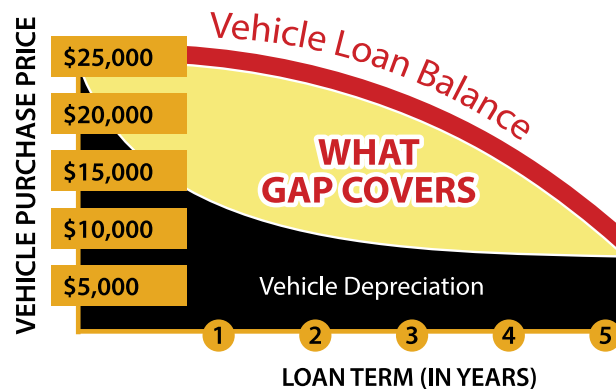 VEHICLE PURCHASE PRICE
$25,000
$20,000
$15,000
$10,000
$5,000
Vehicle Loan Balance
WHAT
GAP COVERS
Vehicle Depreciation
1 2 3 4 5
LOAN TERM (IN YEARS)